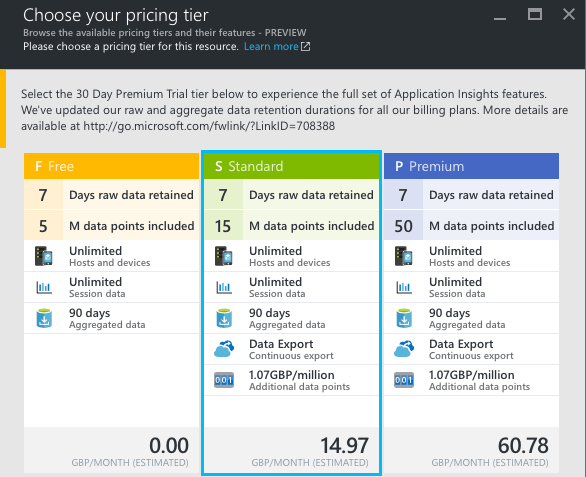 Choose your pricing tier
Browse the available pricing tiers and their features - PREVIEW
Please choose a pricing tier for this resource. Learn more
Select the 30 Day Premium Trial tier below to experience the full set of Application Insights features.
We've updated our raw and aggregate data retention durations for all our billing plans. More details are
available at http://go.microsoft.com/fwlink/?LinkID=708388
F Free
7 Days raw data retained
5 M data points included
Unlimited
Hosts and devices
Unlimited
Session data
90 days
Aggregated data
0.00
GBP/MONTH (ESTIMATED)
S Standard
7 Days raw data retained
15 M data points included
Unlimited
Hosts and devices
Unlimited
Session data
90 days
Aggregated data
Data Export
Continuous export
001 1.07GBP/million
Additional data points
14.97
GBP/MONTH (ESTIMATED)
P Premium
7 Days raw data retained
50 M data points included
Unlimited
Hosts and devices
Unlimited
Session data
90 days
Aggregated data
Data Export
Continuous export
001 1.07GBP/million
Additional data points
60.78
GBP/MONTH (ESTIMATED)